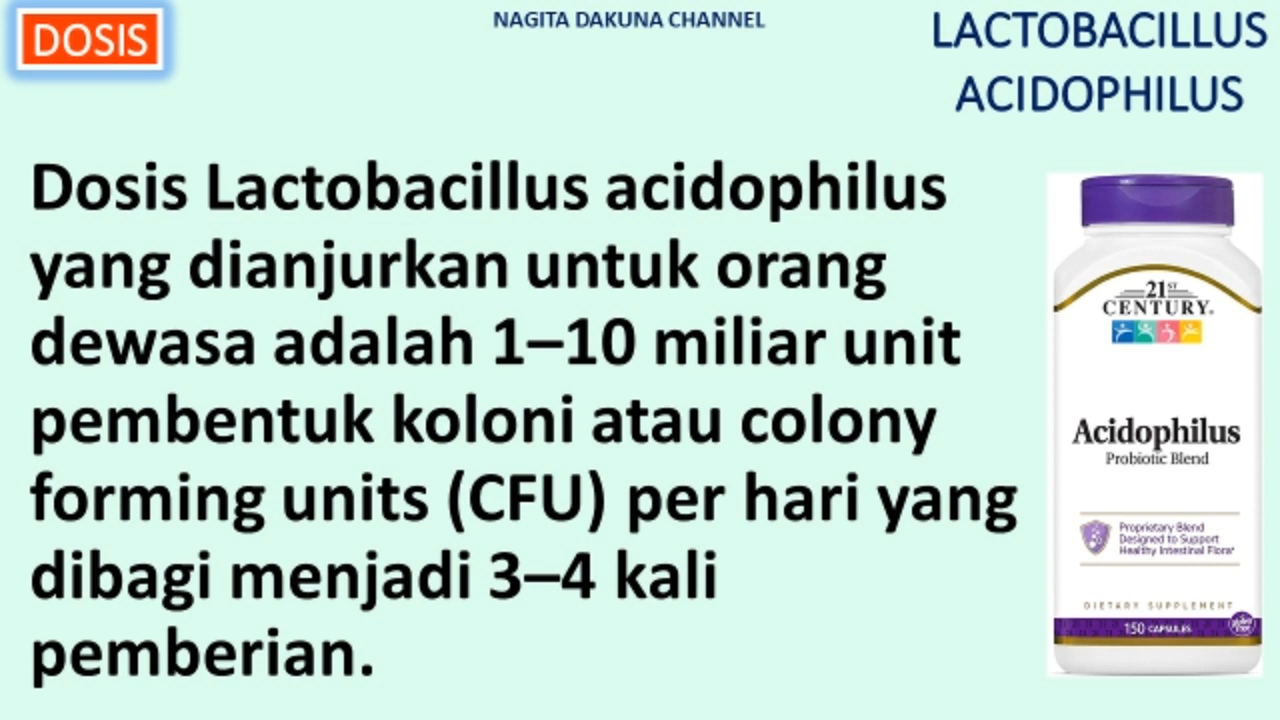 DOSIS
NAGITA DAKUNA CHANNEL
LACTOBACILLUS
ACIDOPHILUS
Dosis Lactobacillus acidophilus
yang dianjurkan untuk orang
dewasa adalah 1–10 miliar unit
pembentuk koloni atau colony
forming units (CFU) per hari yang
dibagi menjadi 3–4 kali
pemberian.
21ST
CENTURY®
Acidophilus
Probiotic Blend
Proprietary Blend
Designed to Support
Healthy Intestinal Flora*
DIETARY SUPPLEMENT
150 CAPSULES